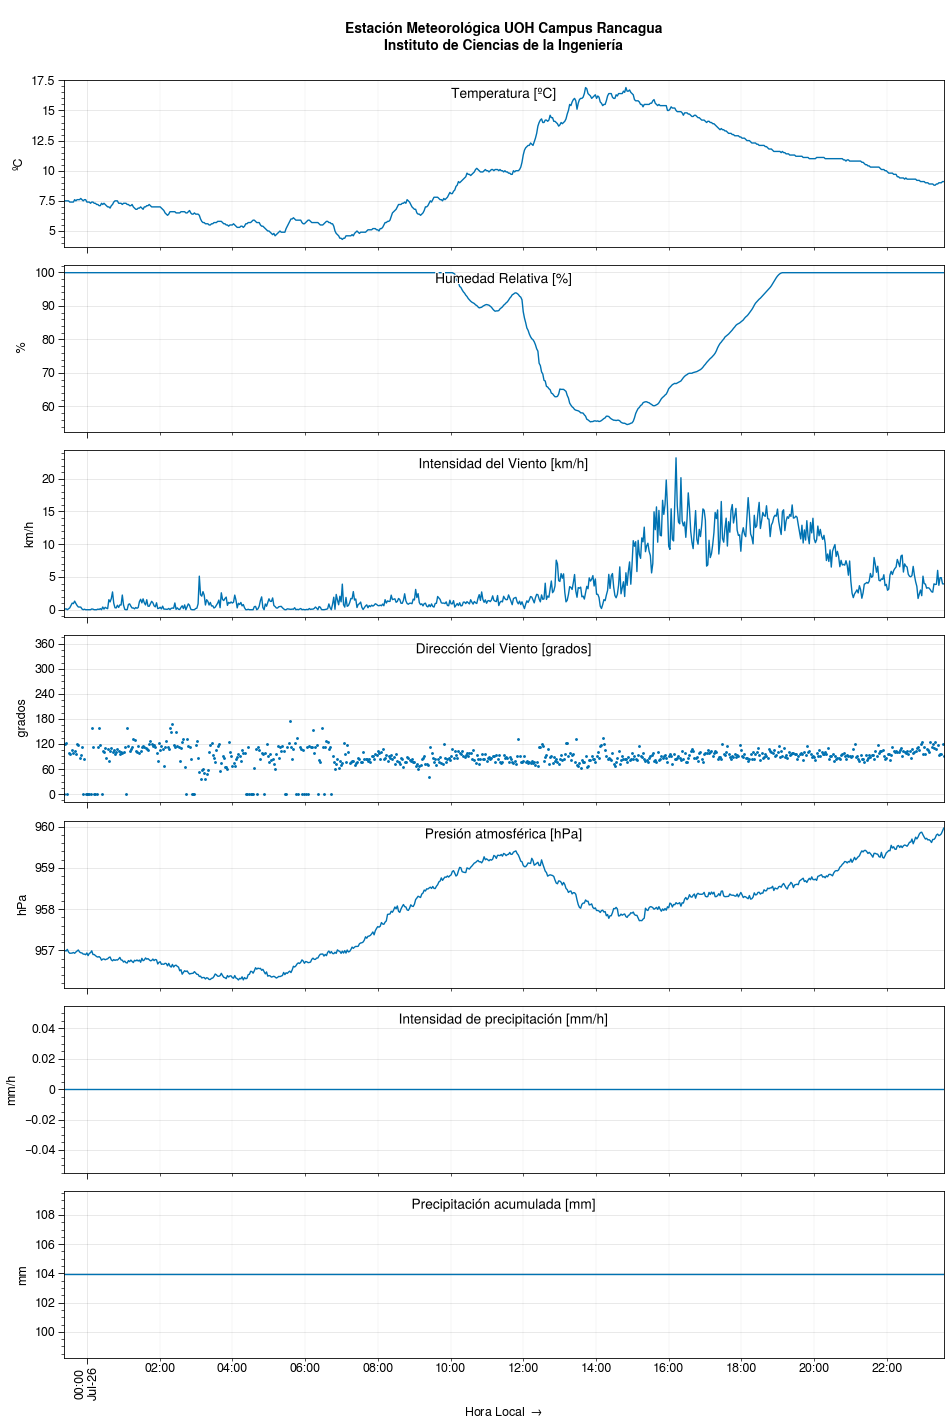 Estación Meteorológica UOH Campus Rancagua
Instituto de Ciencias de la Ingeniería
Temperatura [ºC]
17.5
15
12.5
10
7.5
5
ºC
Humedad Relativa [%]
100
90
80
70
60
%
Intensidad del Viento [km/h]
20
15
10
5
0
km/h
Dirección del Viento [grados]
360
300
240
180
120
60
0
grados
Presión atmosférica [hPa]
960
959
958
957
hPa
Intensidad de precipitación [mm/h]
0.04
0.02
0
−0.02
−0.04
mm/h
Precipitación acumulada [mm]
108
106
104
102
100
mm
00:00
Jul-26
02:00 04:00 06:00 08:00 10:00 12:00 14:00 16:00 18:00 20:00 22:00
Hora Local →